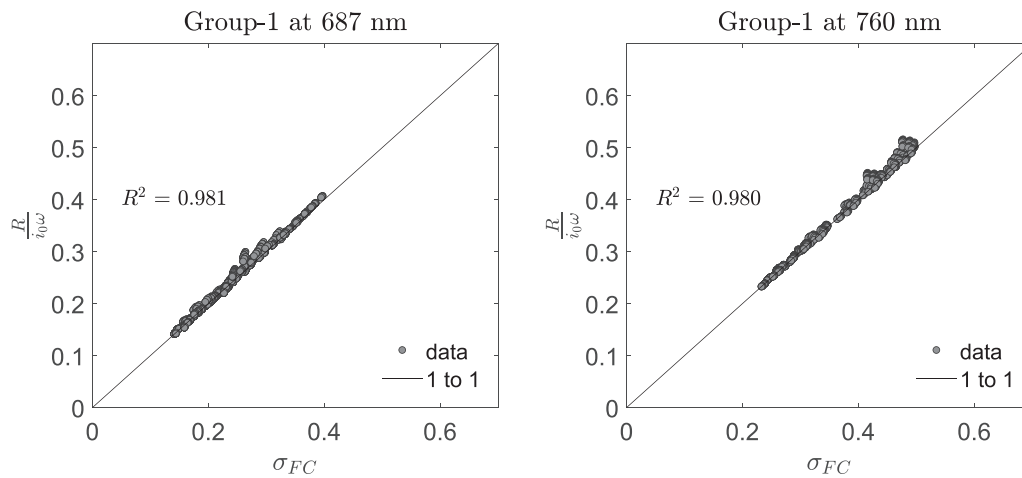 Group-1 at 687 nm
0.6
0.5
0.4
0.3
0.2
0.1
0
R² = 0.981
R/i₀ω
data
1 to 1
0 0.2 0.4 0.6
σ_FC
Group-1 at 760 nm
0.6
0.5
0.4
0.3
0.2
0.1
0
R² = 0.980
R/i₀ω
data
1 to 1
0 0.2 0.4 0.6
σ_FC